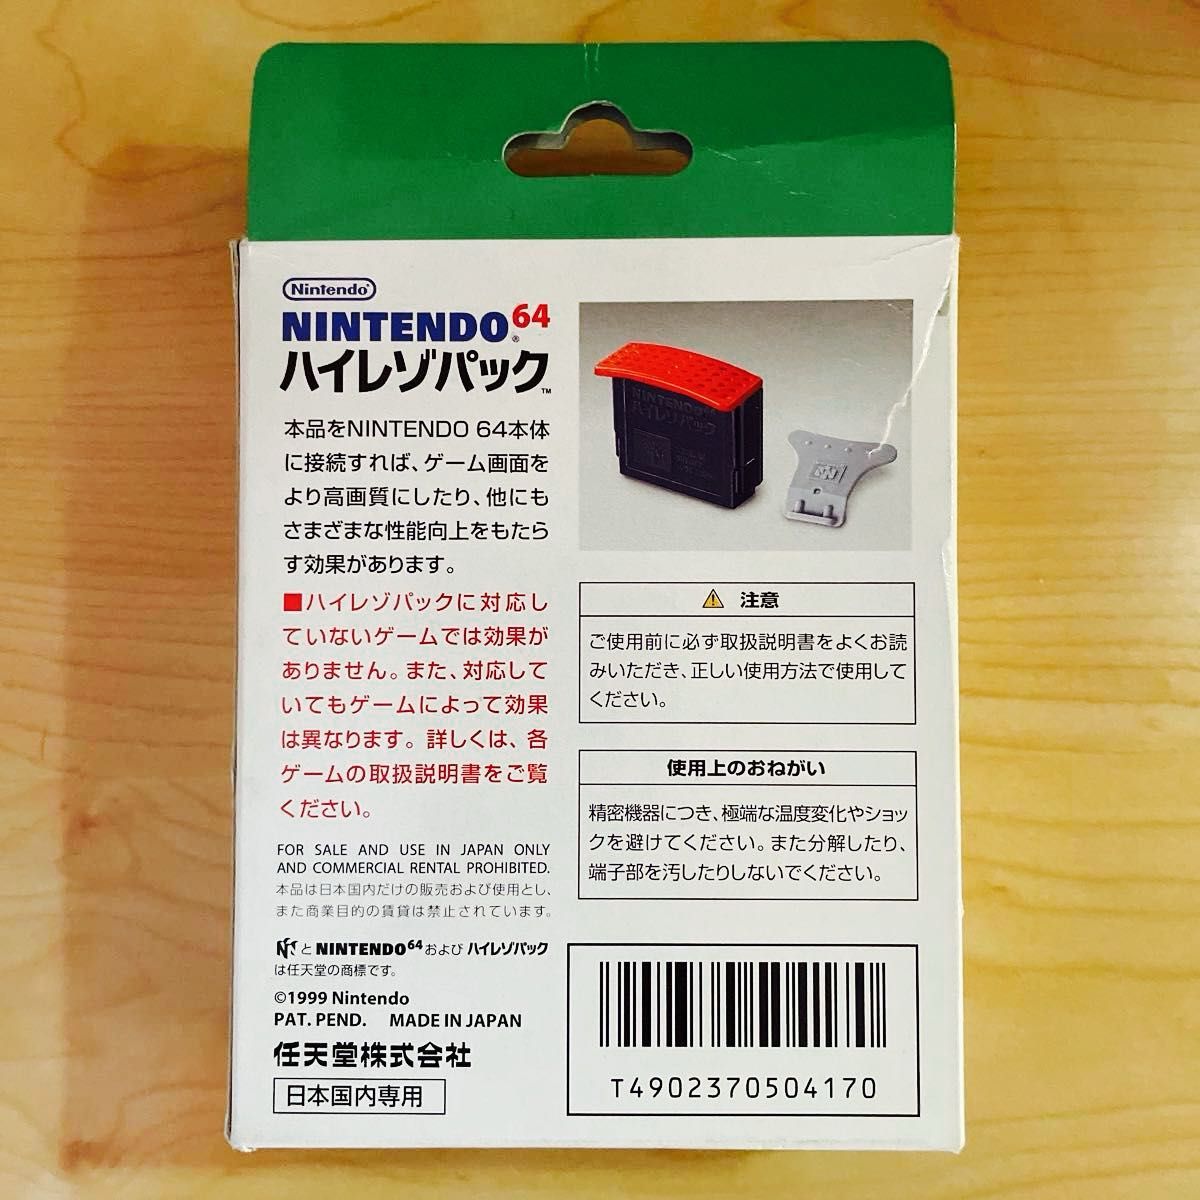 Nintendo
NINTENDO®64
ハイレゾパック™
本品をNINTENDO 64本体
に接続すれば、ゲーム画面を
より高画質にしたり、他にも
さまざまな性能向上をもたら
す効果があります。
■ハイレゾパックに対応し
ていないゲームでは効果が
ありません。また、対応して
いてもゲームによって効果
は異なります。詳しくは、各
ゲームの取扱説明書をご覧
ください。
FOR SALE AND USE IN JAPAN ONLY
AND COMMERCIAL RENTAL PROHIBITED.
本品は日本国内だけの販売および使用とし、
また商業目的の賃貸は禁止されています。
とNINTENDO64およびハイレゾパック
は任天堂の商標です。
©1999 Nintendo
PAT. PEND. MADE IN JAPAN
任天堂株式会社
日本国内専用
NINTENDO64
ハイレゾパック
⚠ 注意
ご使用前に必ず取扱説明書をよくお読
みいただき、正しい使用方法で使用して
ください。
使用上のおねがい
精密機器につき、極端な温度変化やショッ
クを避けてください。また分解したり、
端子部を汚したりしないでください。
T4902370504170